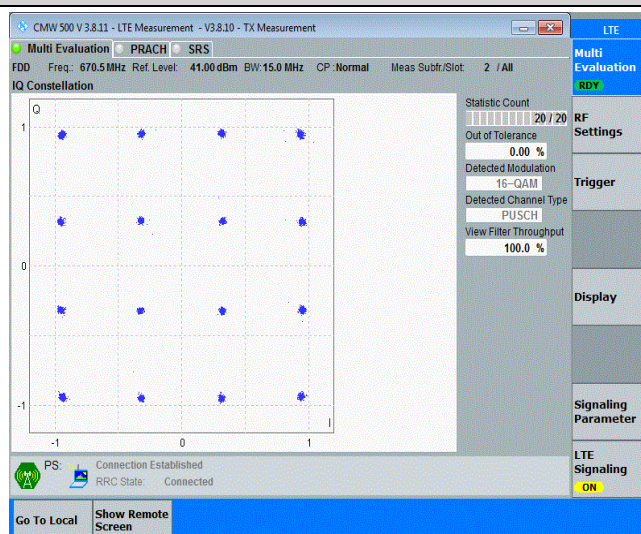 CMW 500 V 3.8.11 - LTE Measurement - V3.8.10 - TX Measurement
Multi Evaluation PRACH SRS
FDD Freq.: 670.5 MHz Ref. Level: 41.00 dBm BW: 15.0 MHz CP : Normal Meas Subfr./Slot: 2 / All
IQ Constellation
Q
1
0
-1
I
-1 0 1
Statistic Count
20 / 20
Out of Tolerance
0.00 %
Detected Modulation
16-QAM
Detected Channel Type
PUSCH
View Filter Throughput
100.0 %
PS: Connection Established
RRC State: Connected
LTE
Multi
Evaluation
RDY
RF
Settings
Trigger
Display
Signaling
Parameter
LTE
Signaling
ON
Go To Local
Show Remote
Screen